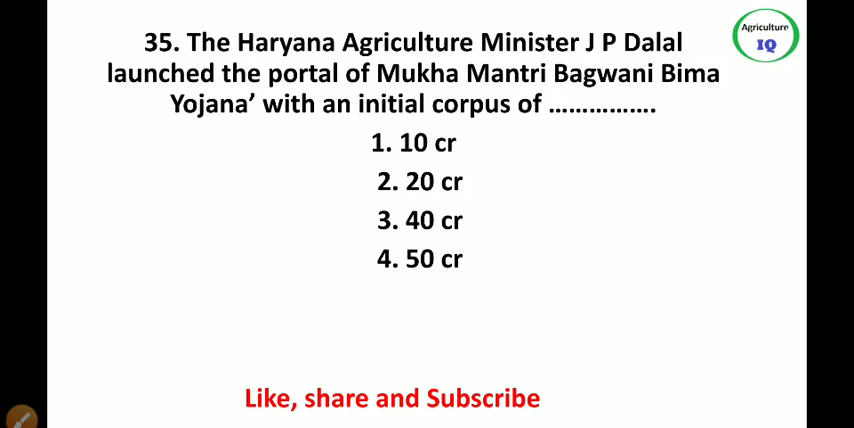 Agriculture
IQ
35. The Haryana Agriculture Minister J P Dalal
launched the portal of Mukha Mantri Bagwani Bima
Yojana’ with an initial corpus of …………….
1. 10 cr
2. 20 cr
3. 40 cr
4. 50 cr
Like, share and Subscribe